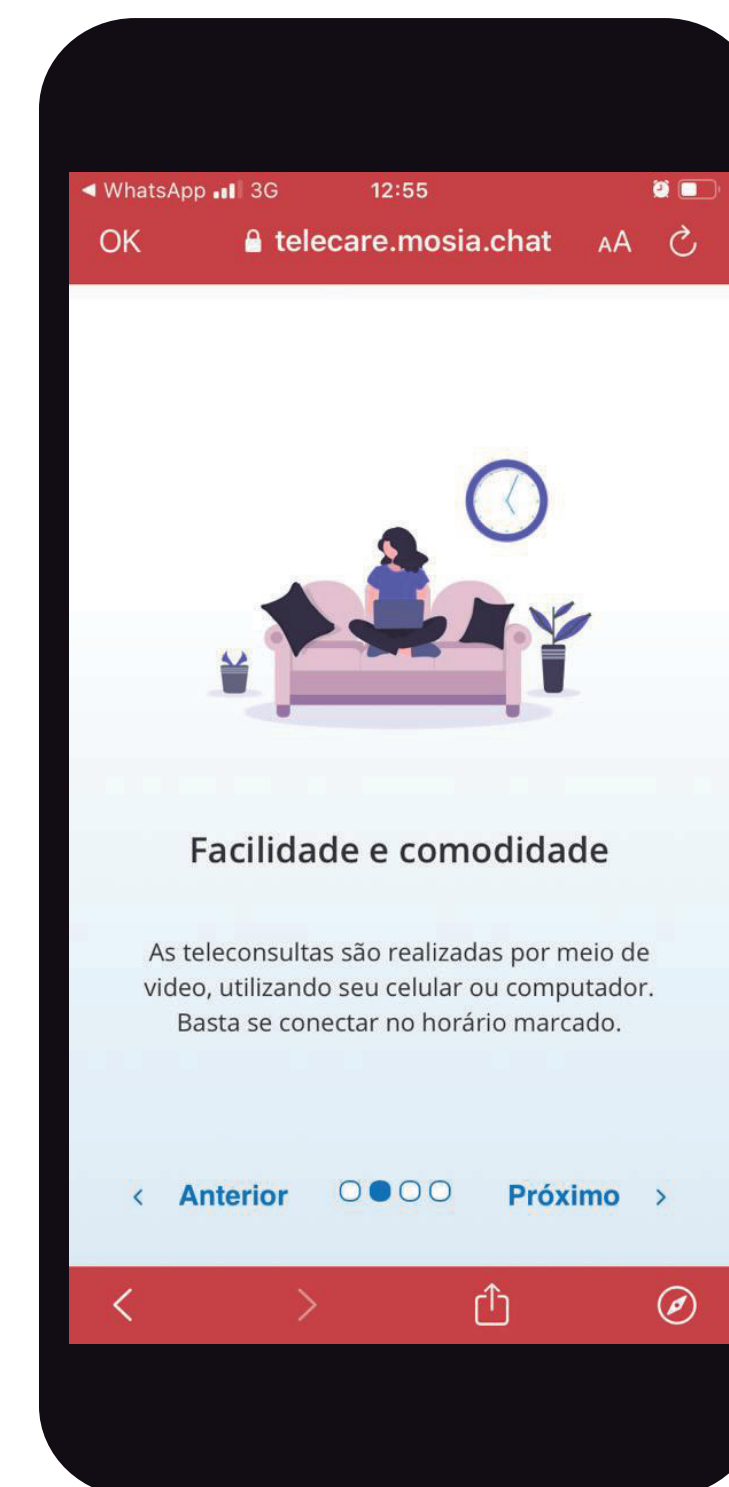 ◀ WhatsApp 3G 12:55
OK telecare.mosia.chat AA
Facilidade e comodidade
As teleconsultas são realizadas por meio de
video, utilizando seu celular ou computador.
Basta se conectar no horário marcado.
‹ Anterior Próximo ›